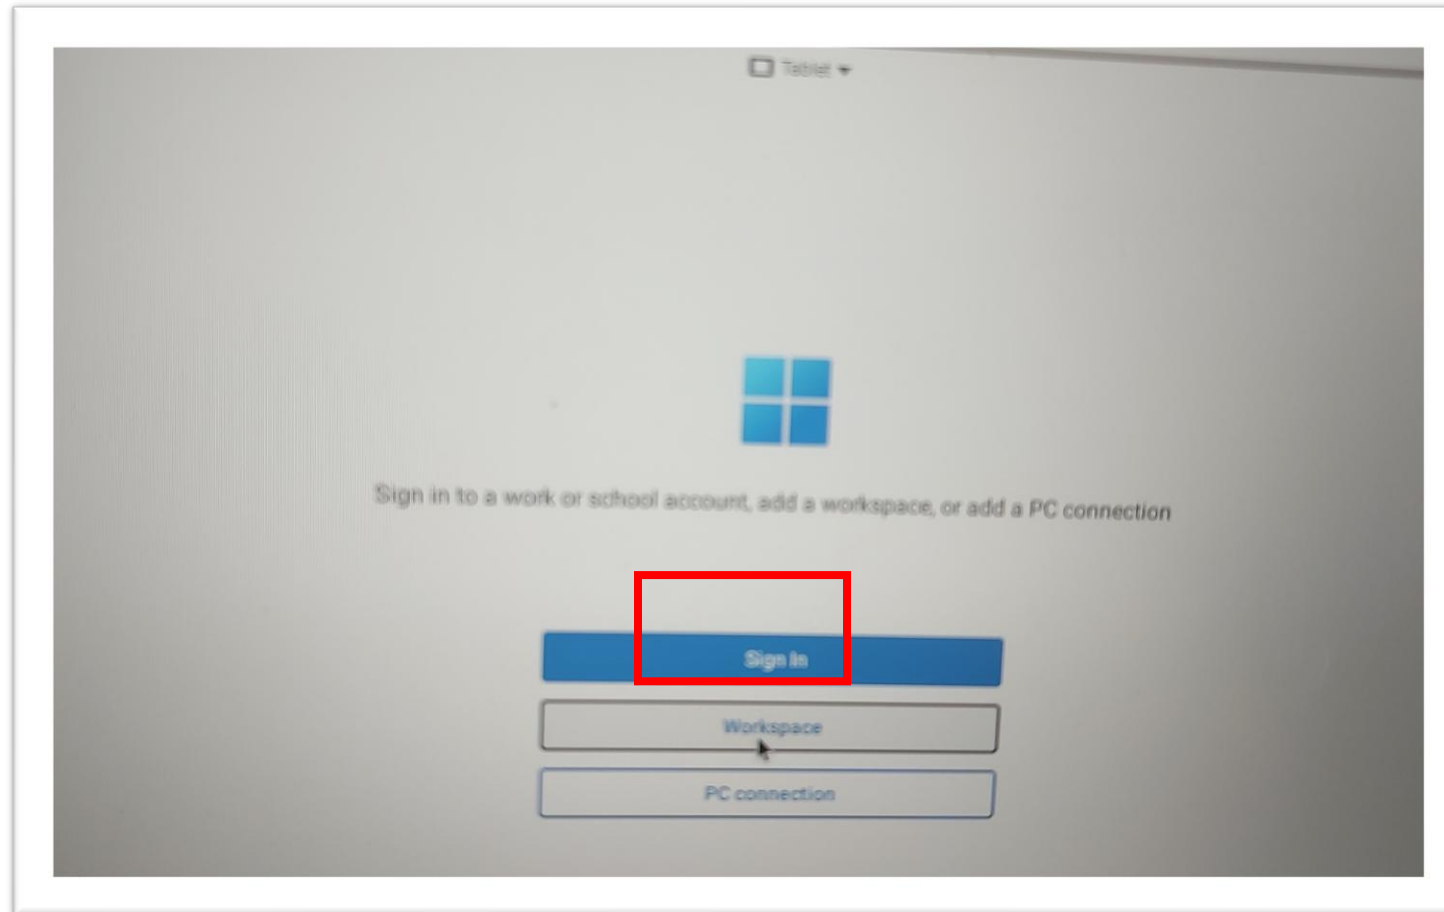 Tablet
Sign in to a work or school account, add a workspace, or add a PC connection
Sign In
Workspace
PC connection